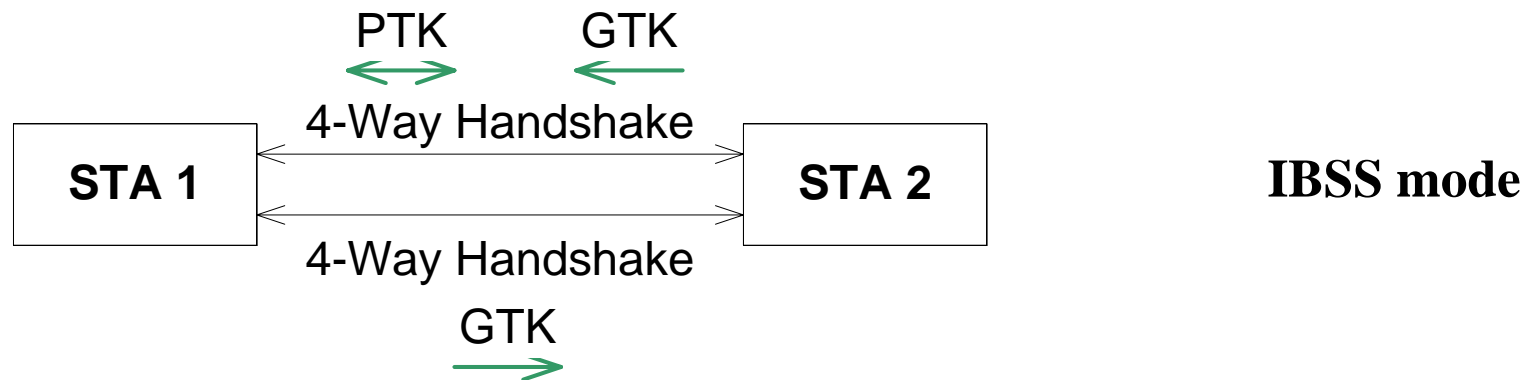 PTK GTK
4-Way Handshake
STA 1
STA 2
IBSS mode
4-Way Handshake
GTK